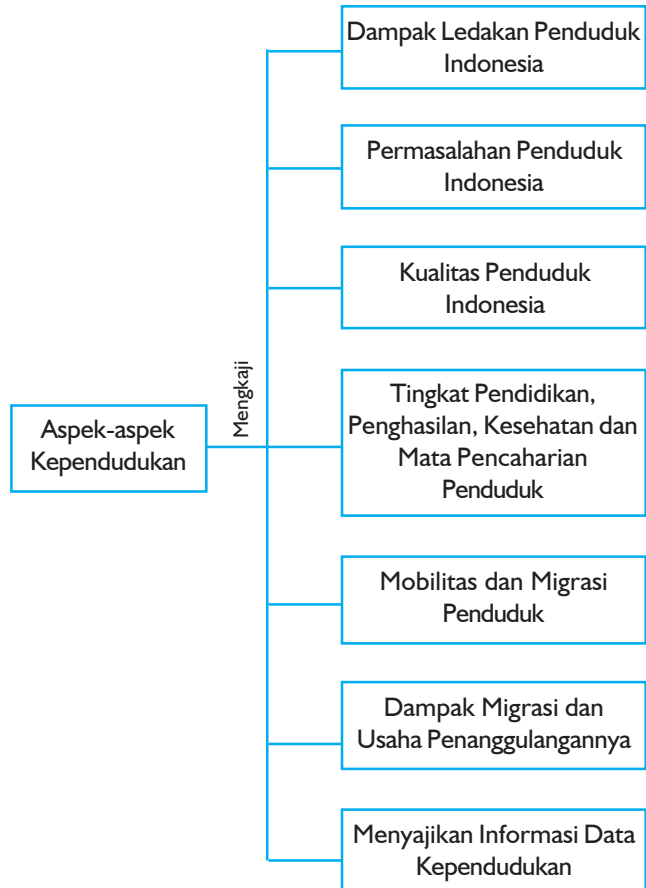 Dampak Ledakan Penduduk
Indonesia
Permasalahan Penduduk
Indonesia
Kualitas Penduduk
Indonesia
Mengkaji
Aspek-aspek
Kependudukan
Tingkat Pendidikan,
Penghasilan, Kesehatan dan
Mata Pencaharian
Penduduk
Mobilitas dan Migrasi
Penduduk
Dampak Migrasi dan
Usaha Penanggulangannya
Menyajikan Informasi Data
Kependudukan